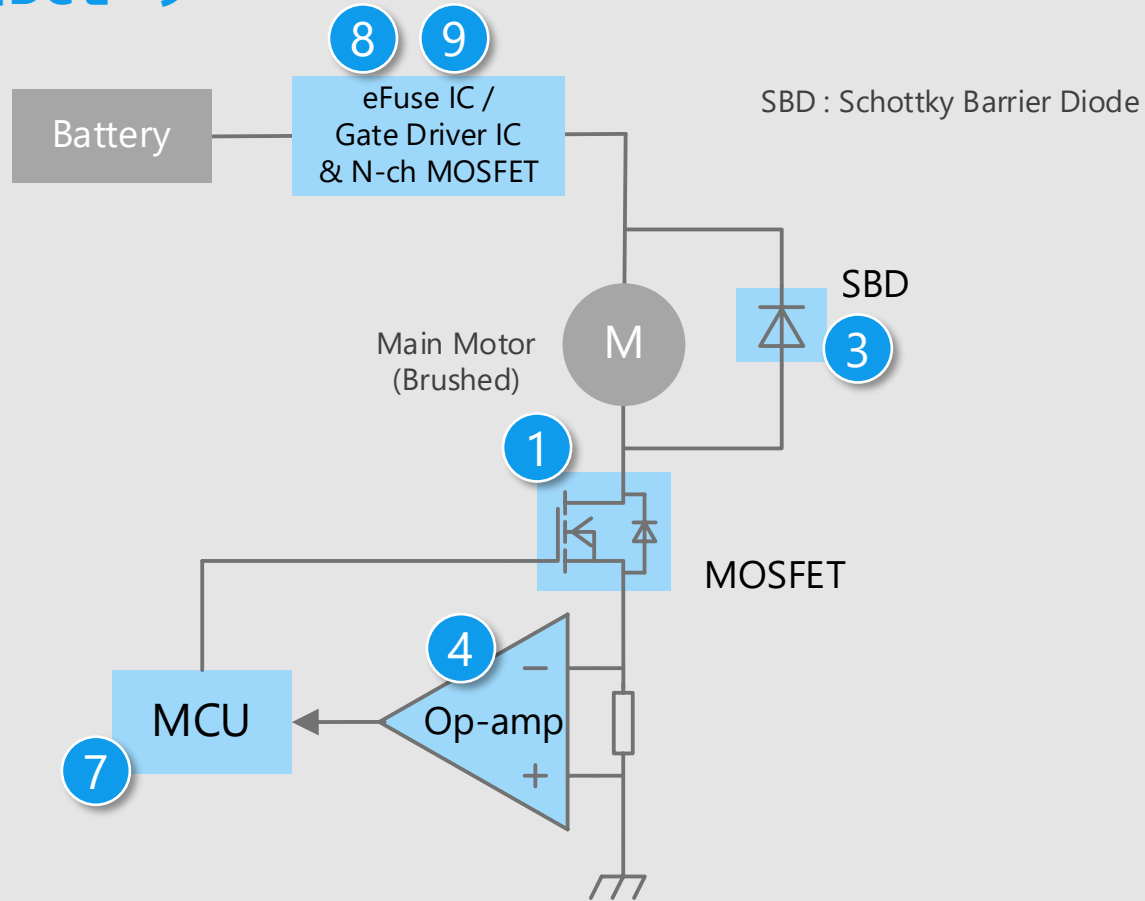 8 9
eFuse IC /
Gate Driver IC
& N-ch MOSFET
Battery
SBD : Schottky Barrier Diode
SBD
3
M
Main Motor
(Brushed)
1
MOSFET
4
−
Op-amp
+
MCU
7